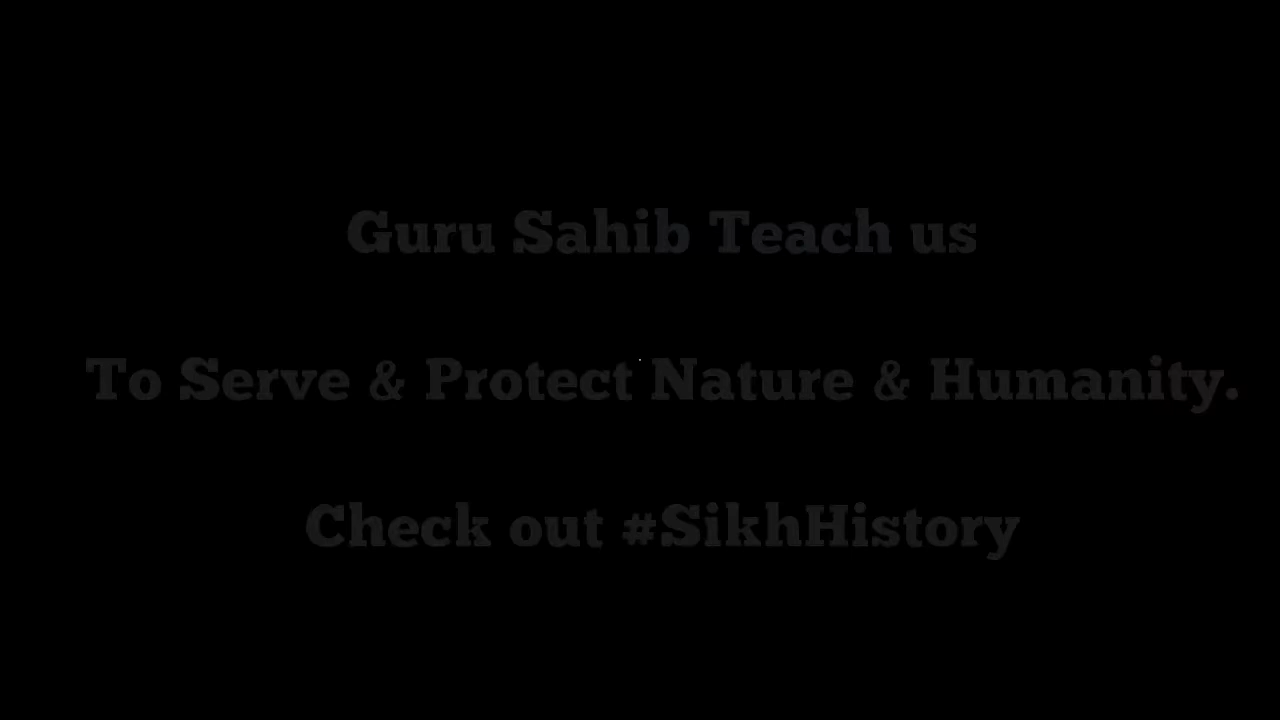 Guru Sahib Teach us
To Serve & Protect Nature & Humanity.
Check out #SikhHistory